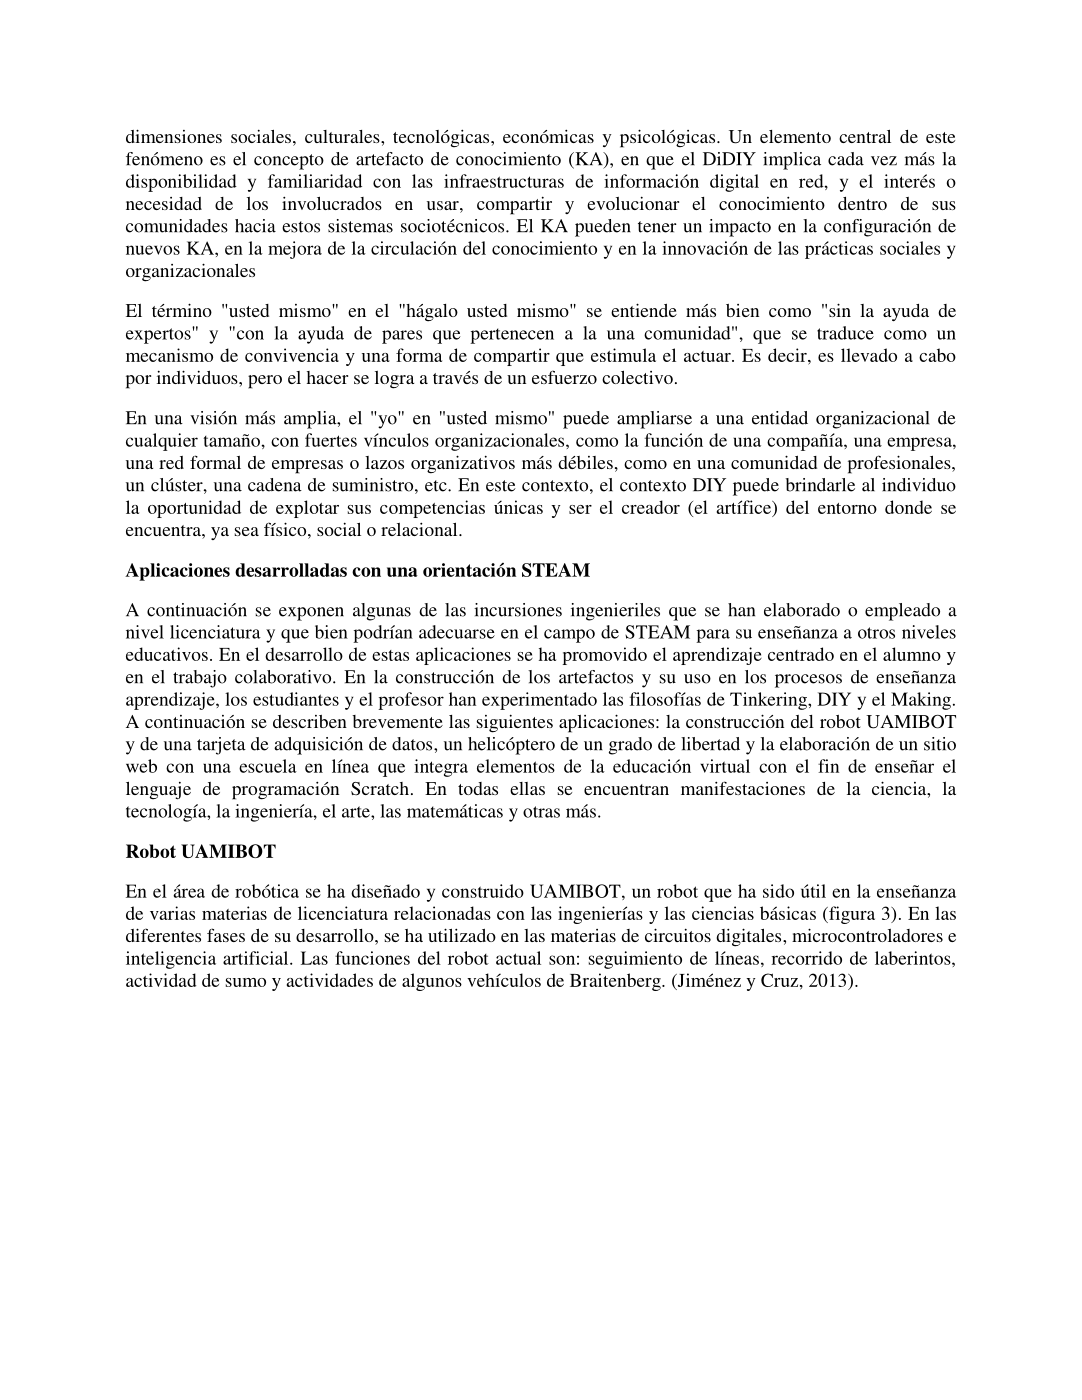 dimensiones sociales, culturales, tecnológicas, económicas y psicológicas. Un elemento central de este
fenómeno es el concepto de artefacto de conocimiento (KA), en que el DiDIY implica cada vez más la
disponibilidad y familiaridad con las infraestructuras de información digital en red, y el interés o
necesidad de los involucrados en usar, compartir y evolucionar el conocimiento dentro de sus
comunidades hacia estos sistemas sociotécnicos. El KA pueden tener un impacto en la configuración de
nuevos KA, en la mejora de la circulación del conocimiento y en la innovación de las prácticas sociales y
organizacionales
El término "usted mismo" en el "hágalo usted mismo" se entiende más bien como "sin la ayuda de
expertos" y "con la ayuda de pares que pertenecen a la una comunidad", que se traduce como un
mecanismo de convivencia y una forma de compartir que estimula el actuar. Es decir, es llevado a cabo
por individuos, pero el hacer se logra a través de un esfuerzo colectivo.
En una visión más amplia, el "yo" en "usted mismo" puede ampliarse a una entidad organizacional de
cualquier tamaño, con fuertes vínculos organizacionales, como la función de una compañía, una empresa,
una red formal de empresas o lazos organizativos más débiles, como en una comunidad de profesionales,
un clúster, una cadena de suministro, etc. En este contexto, el contexto DIY puede brindarle al individuo
la oportunidad de explotar sus competencias únicas y ser el creador (el artífice) del entorno donde se
encuentra, ya sea físico, social o relacional.
Aplicaciones desarrolladas con una orientación STEAM
A continuación se exponen algunas de las incursiones ingenieriles que se han elaborado o empleado a
nivel licenciatura y que bien podrían adecuarse en el campo de STEAM para su enseñanza a otros niveles
educativos. En el desarrollo de estas aplicaciones se ha promovido el aprendizaje centrado en el alumno y
en el trabajo colaborativo. En la construcción de los artefactos y su uso en los procesos de enseñanza
aprendizaje, los estudiantes y el profesor han experimentado las filosofías de Tinkering, DIY y el Making.
A continuación se describen brevemente las siguientes aplicaciones: la construcción del robot UAMIBOT
y de una tarjeta de adquisición de datos, un helicóptero de un grado de libertad y la elaboración de un sitio
web con una escuela en línea que integra elementos de la educación virtual con el fin de enseñar el
lenguaje de programación Scratch. En todas ellas se encuentran manifestaciones de la ciencia, la
tecnología, la ingeniería, el arte, las matemáticas y otras más.
Robot UAMIBOT
En el área de robótica se ha diseñado y construido UAMIBOT, un robot que ha sido útil en la enseñanza
de varias materias de licenciatura relacionadas con las ingenierías y las ciencias básicas (figura 3). En las
diferentes fases de su desarrollo, se ha utilizado en las materias de circuitos digitales, microcontroladores e
inteligencia artificial. Las funciones del robot actual son: seguimiento de líneas, recorrido de laberintos,
actividad de sumo y actividades de algunos vehículos de Braitenberg. (Jiménez y Cruz, 2013).